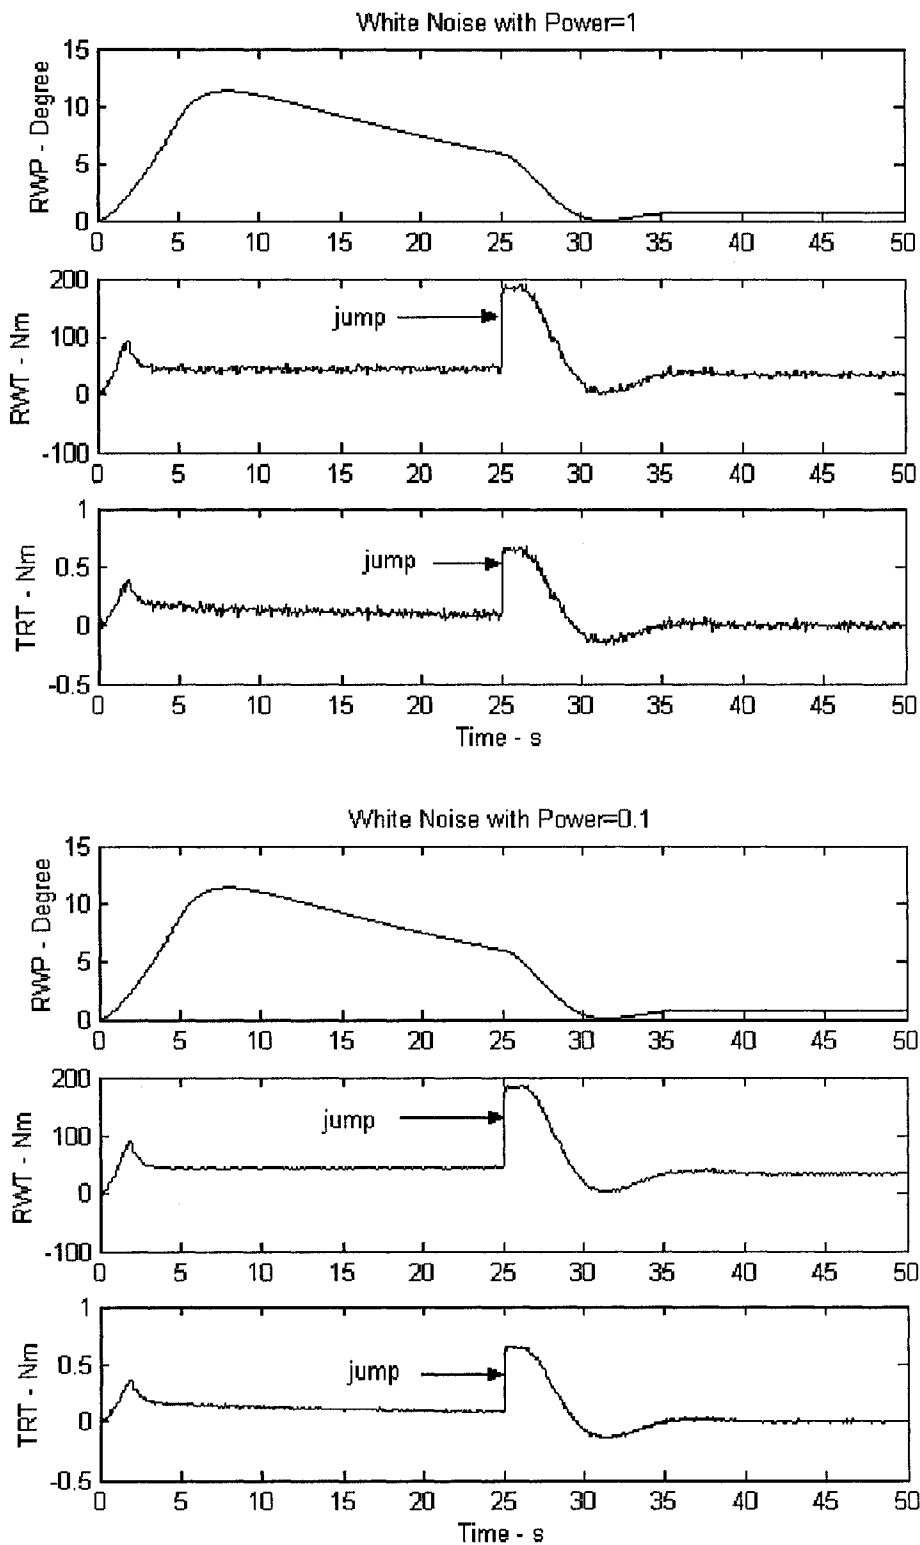 White Noise with Power=1
15
10
5
0
RWP - Degree
0 5 10 15 20 25 30 35 40 45 50
200
100
0
-100
RWT - Nm
jump
0 5 10 15 20 25 30 35 40 45 50
1
0.5
0
-0.5
TRT - Nm
jump
0 5 10 15 20 25 30 35 40 45 50
Time - s
White Noise with Power=0.1
15
10
5
0
RWP - Degree
0 5 10 15 20 25 30 35 40 45 50
200
100
0
-100
RWT - Nm
jump
0 5 10 15 20 25 30 35 40 45 50
1
0.5
0
-0.5
TRT - Nm
jump
0 5 10 15 20 25 30 35 40 45 50
Time - s